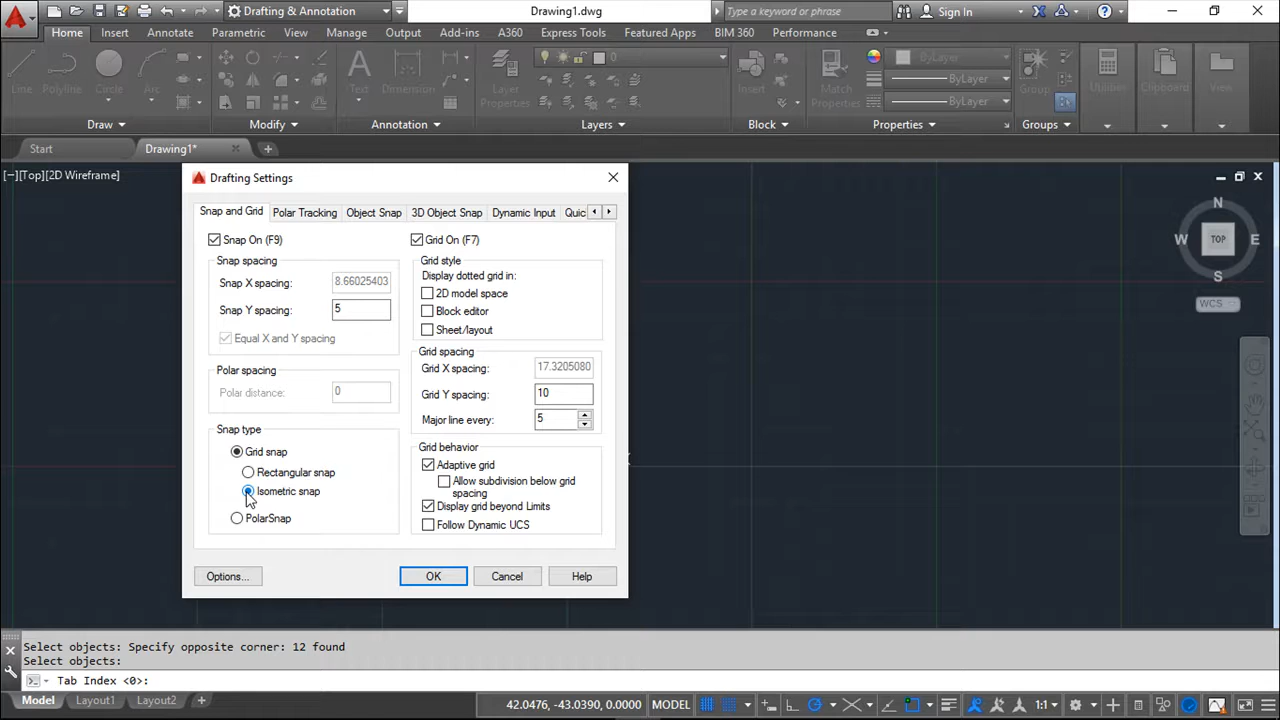 Drafting & Annotation
Drawing1.dwg
Type a keyword or phrase
Sign In
Home Insert Annotate Parametric View Manage Output Add-ins A360 Express Tools Featured Apps BIM 360 Performance
Line Polyline Circle Arc Text Dimension Layer Properties 0 Insert Match Properties ByLayer Group Utilities Clipboard View
ByLayer
ByLayer
Draw Modify Annotation Layers Block Properties Groups
Start Drawing1*
[−][Top][2D Wireframe]
Drafting Settings
Snap and Grid Polar Tracking Object Snap 3D Object Snap Dynamic Input Quic
Snap On (F9)
Snap spacing
Snap X spacing: 8.66025403
Snap Y spacing: 5
Equal X and Y spacing
Polar spacing
Polar distance: 0
Snap type
Grid snap
Rectangular snap
Isometric snap
PolarSnap
Grid On (F7)
Grid style
Display dotted grid in:
2D model space
Block editor
Sheet/layout
Grid spacing
Grid X spacing: 17.3205080
Grid Y spacing: 10
Major line every: 5
Grid behavior
Adaptive grid
Allow subdivision below grid
spacing
Display grid beyond Limits
Follow Dynamic UCS
Options... OK Cancel Help
N
W TOP E
S
WCS
Select objects: Specify opposite corner: 12 found
Select objects:
Tab Index <0>:
Model Layout1 Layout2 + 42.0476, -43.0390, 0.0000 MODEL 1:1